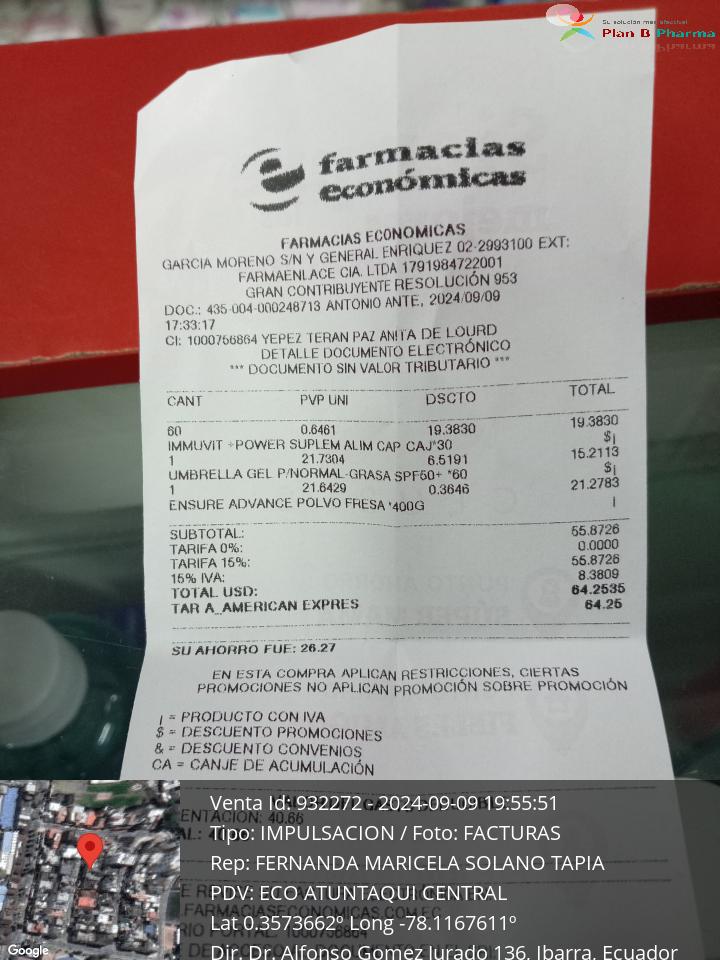 Su solución más efectiva!
Plan B Pharma
farmacias
económicas
FARMACIAS ECONOMICAS
GARCIA MORENO S/N Y GENERAL ENRIQUEZ 02-2993100 EXT:
FARMAENLACE CIA. LTDA 1791984722001
GRAN CONTRIBUYENTE RESOLUCIÓN 953
DOC.: 435-004-000248713 ANTONIO ANTE, 2024/09/09
17:33:17
CI: 1000756864 YEPEZ TERAN PAZ ANITA DE LOURD
DETALLE DOCUMENTO ELECTRÓNICO
*** DOCUMENTO SIN VALOR TRIBUTARIO ***
CANT PVP UNI DSCTO TOTAL
60 0.6461 19.3830 19.3830
IMMUVIT +POWER SUPLEM ALIM CAP CAJ*30 $¡
1 21.7304 6.5191 15.2113
UMBRELLA GEL P/NORMAL-GRASA SPF50+ *60 $¡
1 21.6429 0.3646 21.2783
ENSURE ADVANCE POLVO FRESA *400G ¡
SUBTOTAL: 55.8726
TARIFA 0%: 0.0000
TARIFA 15%: 55.8726
15% IVA: 8.3809
TOTAL USD: 64.2535
TAR A_AMERICAN EXPRES 64.25
SU AHORRO FUE: 26.27
EN ESTA COMPRA APLICAN RESTRICCIONES, CIERTAS
PROMOCIONES NO APLICAN PROMOCIÓN SOBRE PROMOCIÓN
¡ = PRODUCTO CON IVA
$ = DESCUENTO PROMOCIONES
& = DESCUENTO CONVENIOS
CA = CANJE DE ACUMULACIÓN
Venta Id: 932272 - 2024-09-09 19:55:51
ENTACION: 40.66
Tipo: IMPULSACION / Foto: FACTURAS
Rep: FERNANDA MARICELA SOLANO TAPIA
PDV: ECO ATUNTAQUI CENTRAL
.FARMACIASECONOMICAS.COM.EC
Lat 0.3573662º Long -78.1167611º
Dir. Dr. Alfonso Gomez Jurado 136, Ibarra, Ecuador
Google